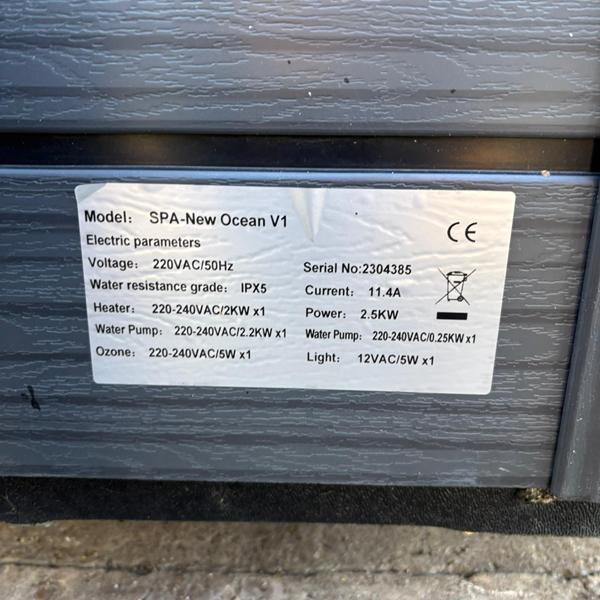 Model: SPA-New Ocean V1
Electric parameters
CE
Voltage: 220VAC/50Hz
Serial No:2304385
Water resistance grade: IPX5
Current: 11.4A
Heater: 220-240VAC/2KW x1
Power: 2.5KW
Water Pump: 220-240VAC/2.2KW x1
Water Pump: 220-240VAC/0.25KW x1
Ozone: 220-240VAC/5W x1
Light: 12VAC/5W x1